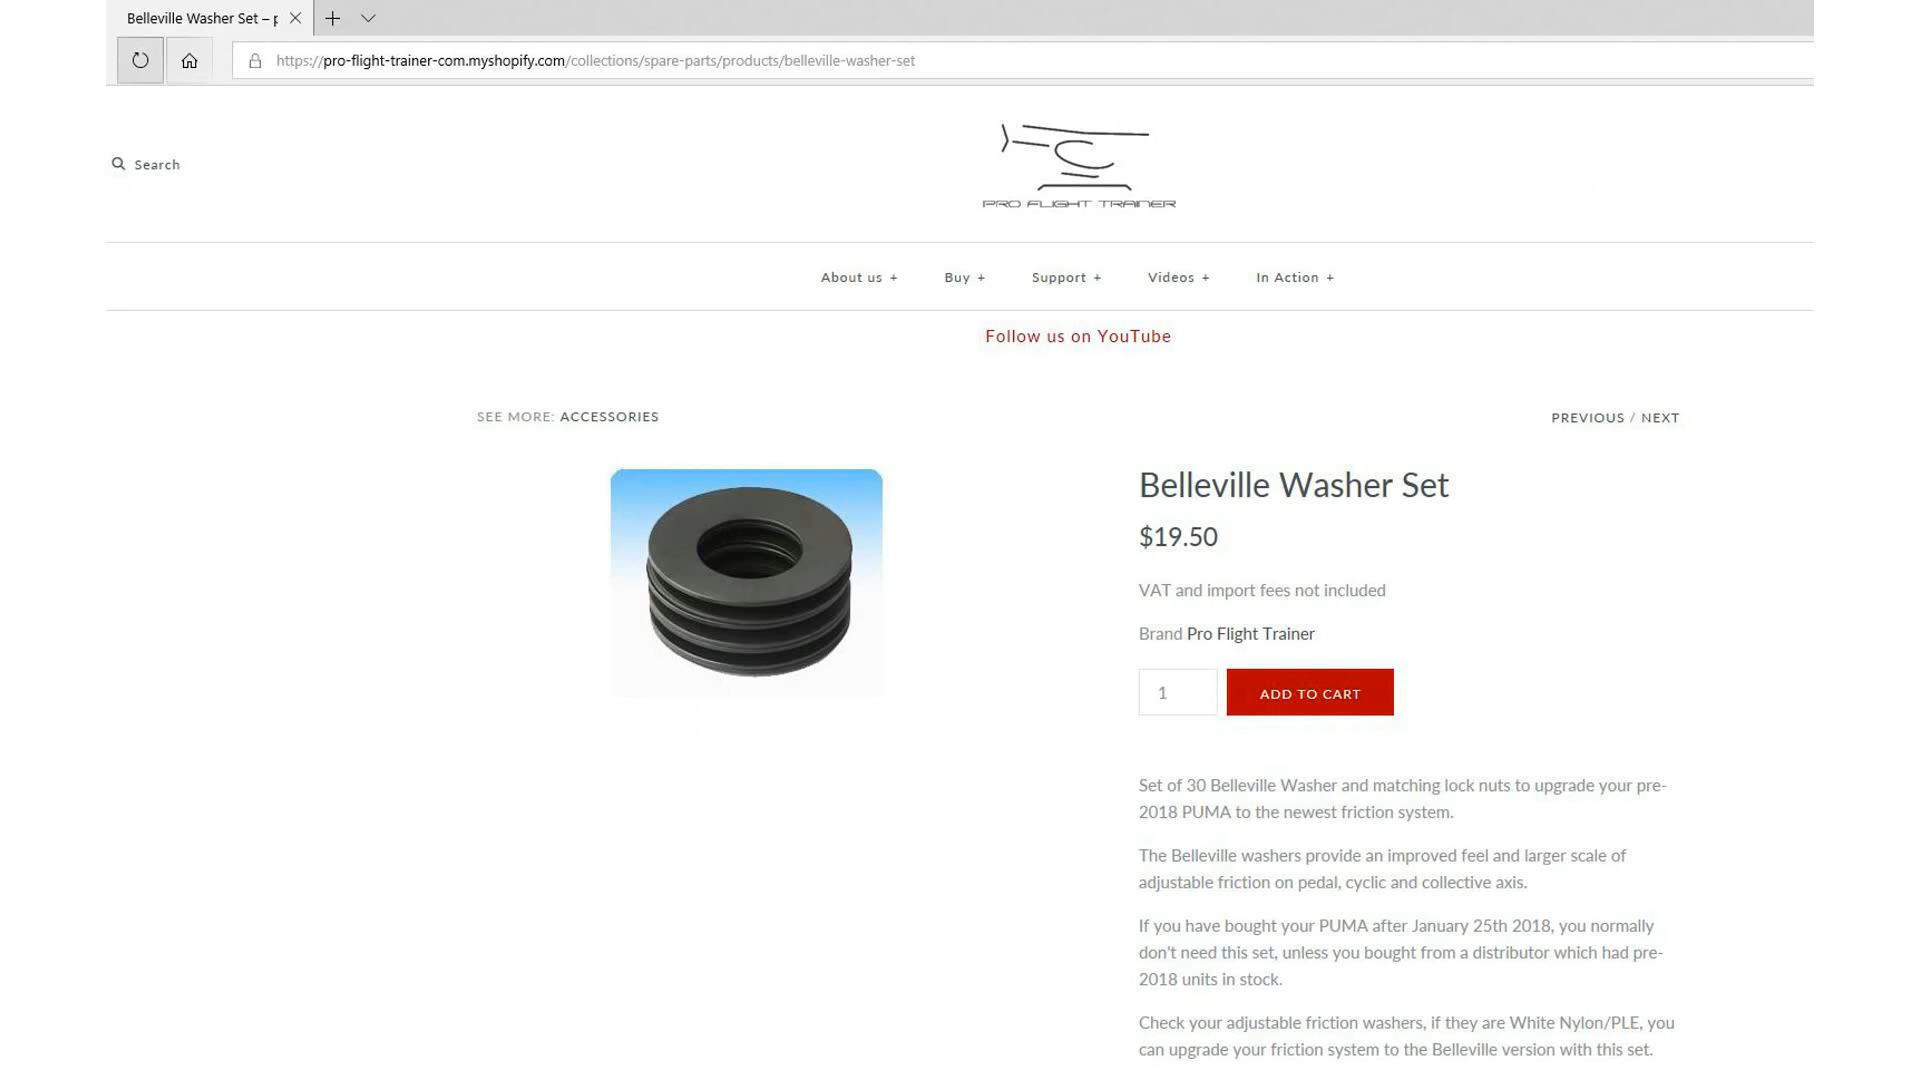 Belleville Washer Set – p
https://pro-flight-trainer-com.myshopify.com/collections/spare-parts/products/belleville-washer-set
Search
PRO FLIGHT TRAINER
About us + Buy + Support + Videos + In Action +
Follow us on YouTube
SEE MORE: ACCESSORIES
PREVIOUS / NEXT
Belleville Washer Set
$19.50
VAT and import fees not included
Brand Pro Flight Trainer
1 ADD TO CART
Set of 30 Belleville Washer and matching lock nuts to upgrade your pre-
2018 PUMA to the newest friction system.
The Belleville washers provide an improved feel and larger scale of
adjustable friction on pedal, cyclic and collective axis.
If you have bought your PUMA after January 25th 2018, you normally
don't need this set, unless you bought from a distributor which had pre-
2018 units in stock.
Check your adjustable friction washers, if they are White Nylon/PLE, you
can upgrade your friction system to the Belleville version with this set.